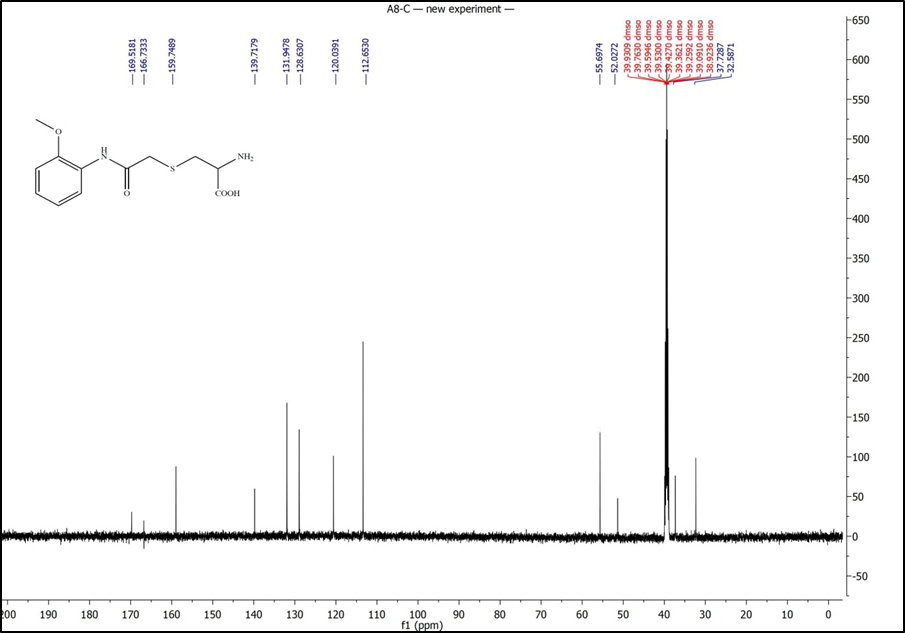 A8-C — new experiment —
169.5181
166.7333
159.7489
139.7179
131.9478
128.6307
120.0391
112.6530
55.6974
52.0272
39.9309 dmso
39.7630 dmso
39.5946 dmso
39.5300 dmso
39.4270 dmso
39.3621 dmso
39.2592 dmso
39.0910 dmso
38.9236 dmso
37.7287
32.5871
O
H
N
O
S
NH2
COOH
650
600
550
500
450
400
350
300
250
200
150
100
50
0
-50
200 190 180 170 160 150 140 130 120 110 100 90 80 70 60 50 40 30 20 10 0
f1 (ppm)